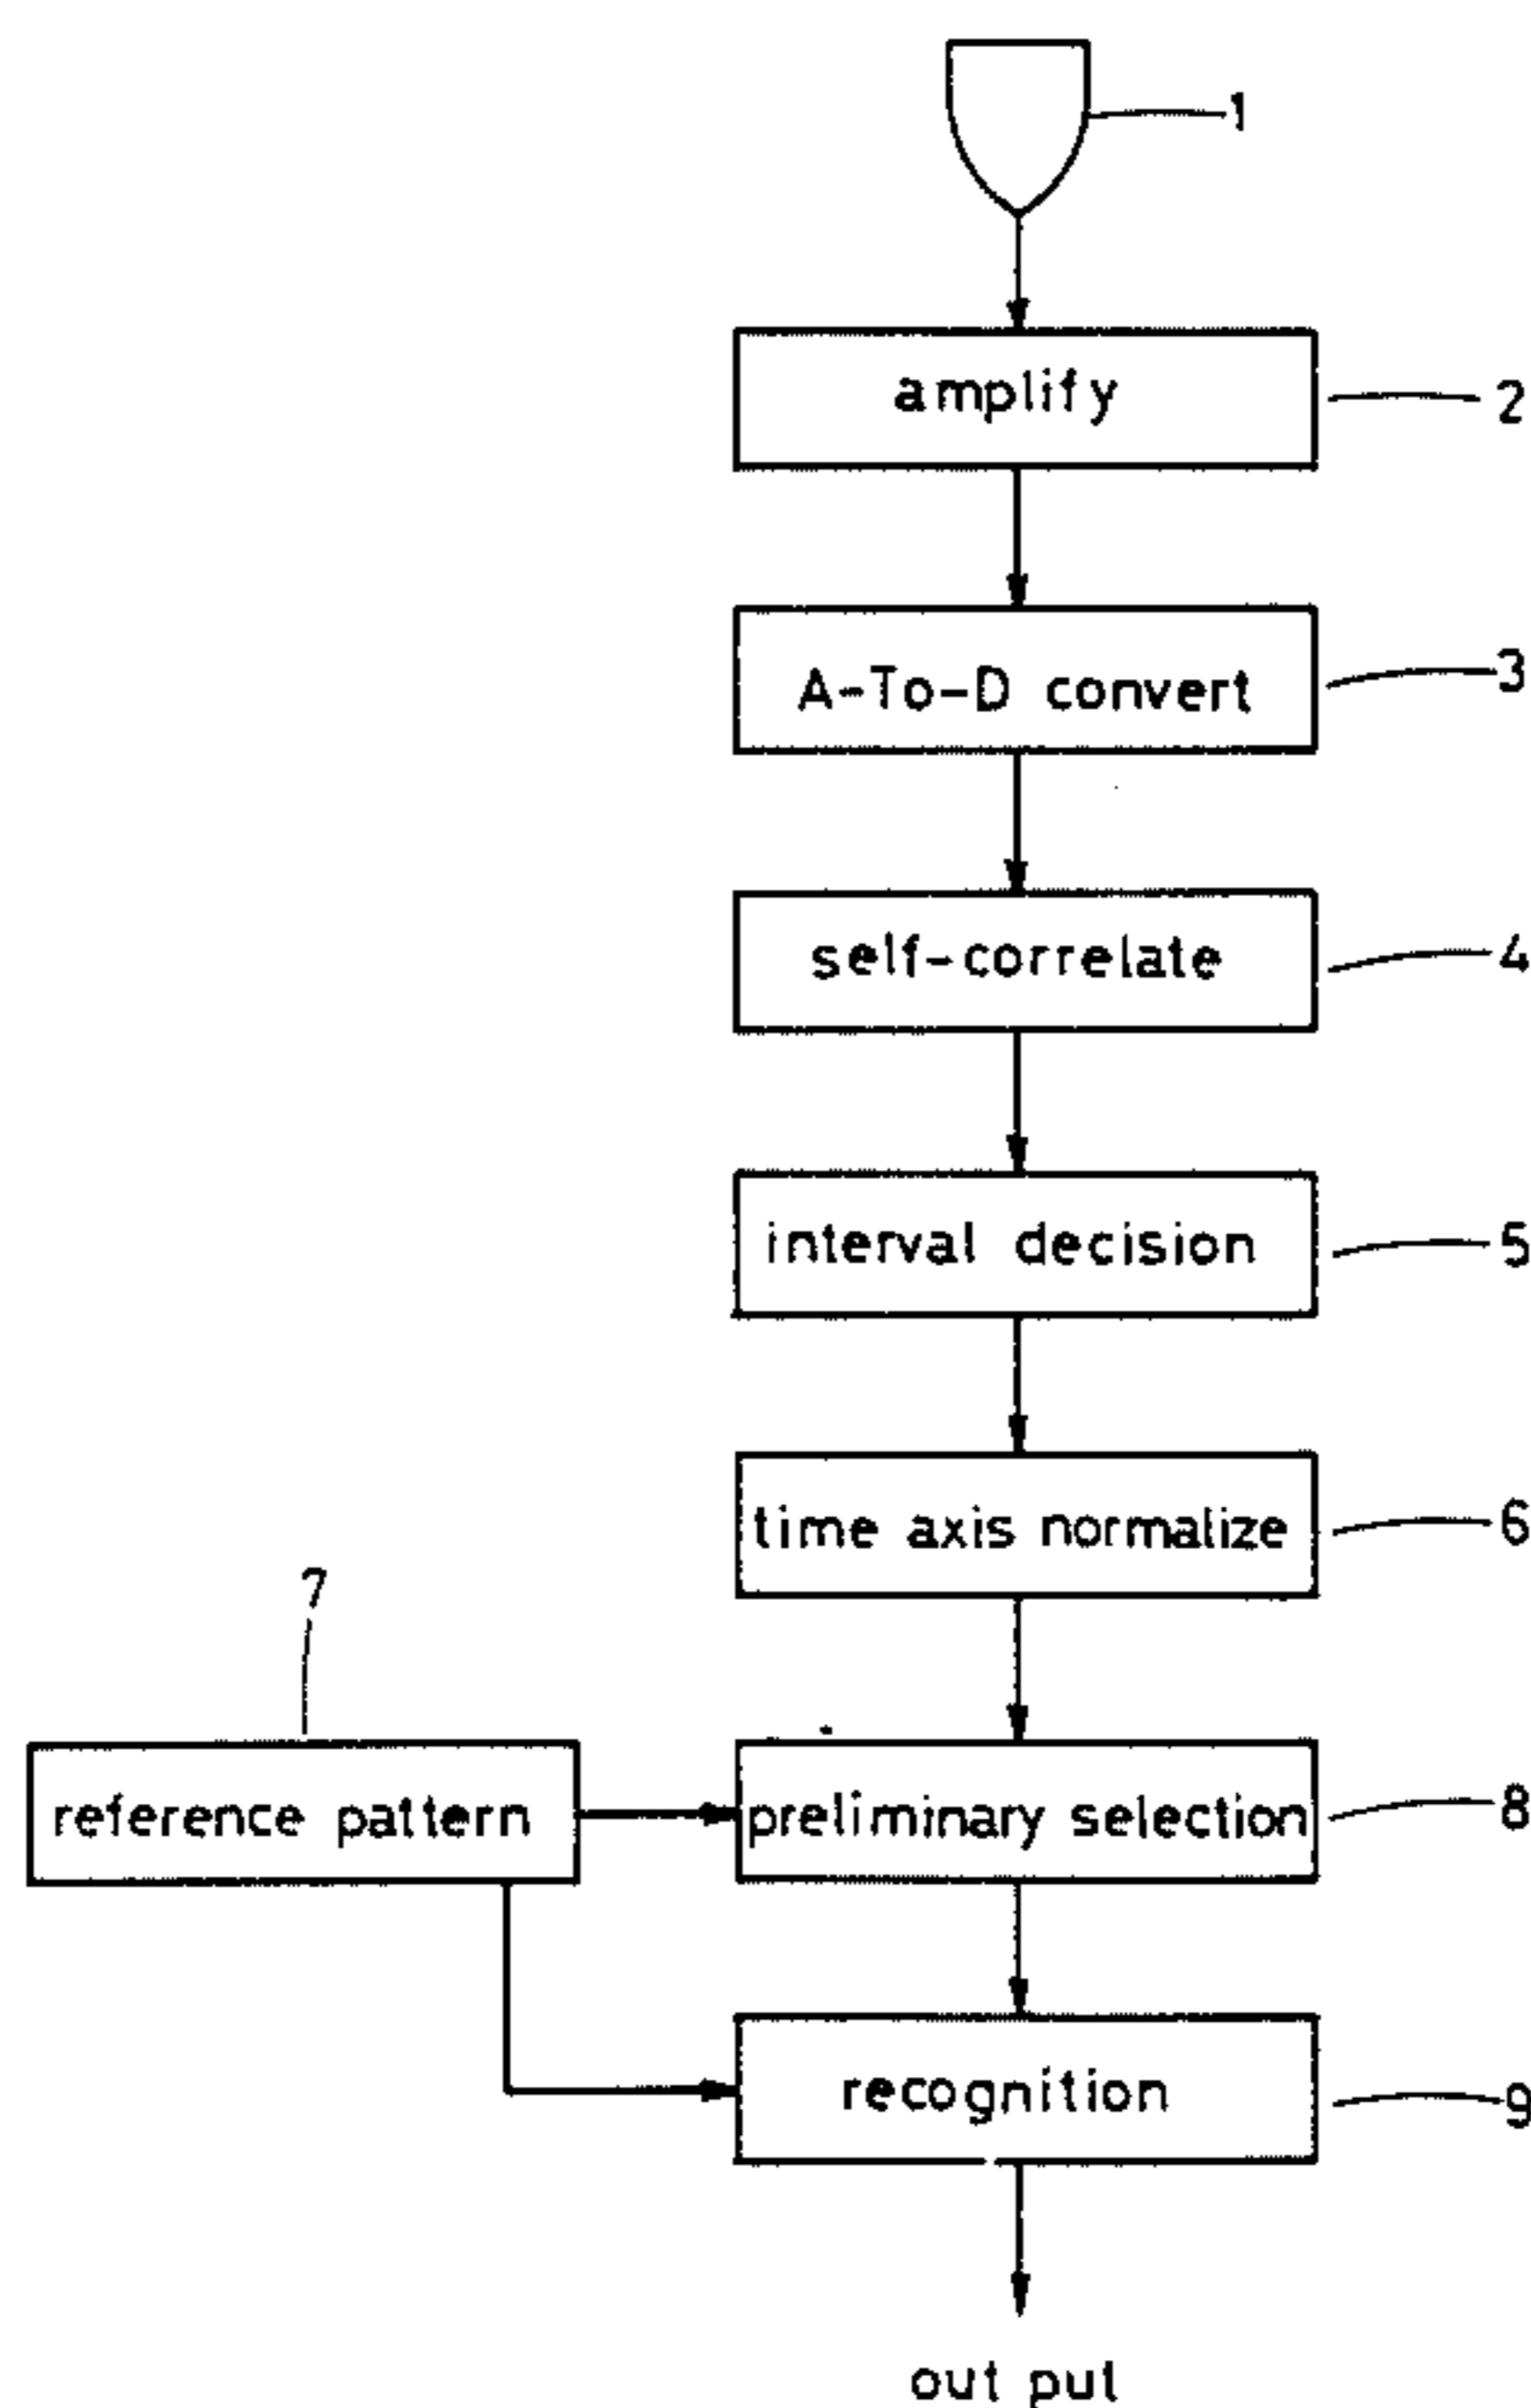 1
amplify
2
A-To-D convert
3
self-correlate
4
interval decision
5
time axis normalize
6
7
reference pattern
preliminary selection
8
recognition
9
out put